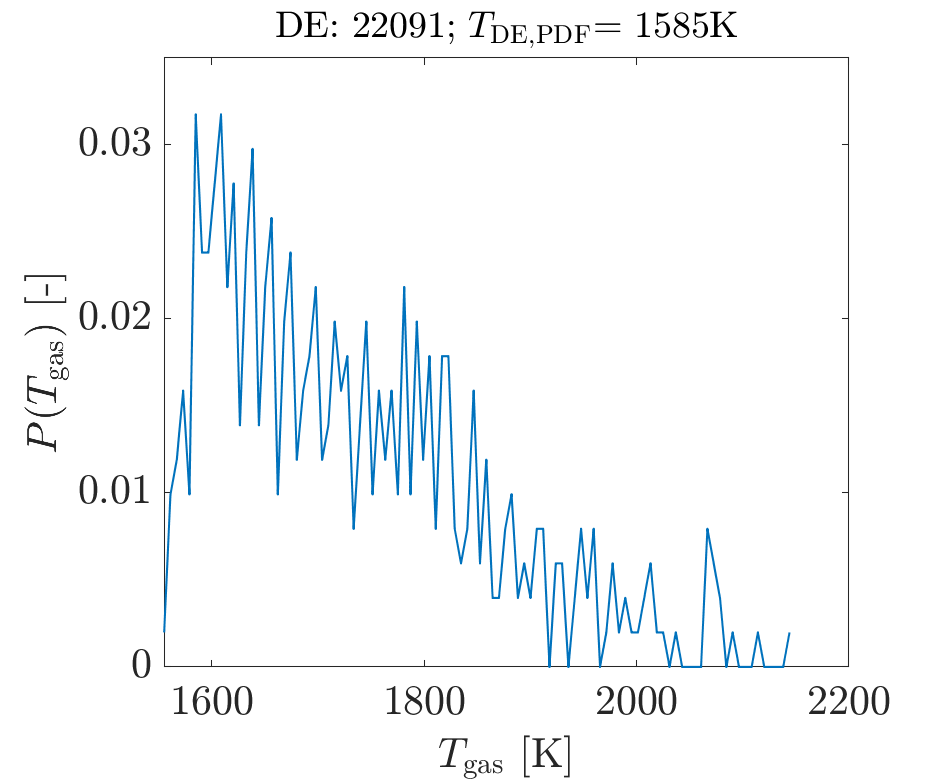 DE: 22091; T_DE,PDF= 1585K
0.03
0.02
0.01
0
P(T_gas) [-]
1600 1800 2000 2200
T_gas [K]